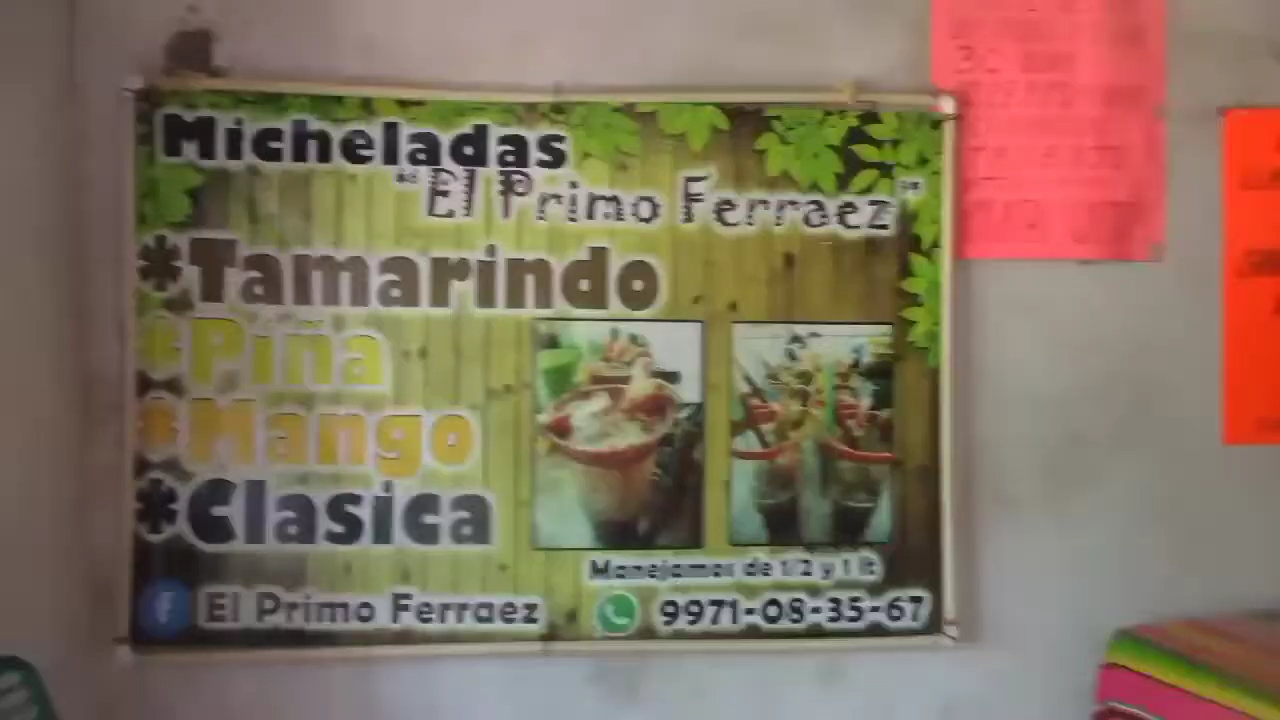 Micheladas
"El Primo Ferraez"
*Tamarindo
*Piña
*Mango
*Clasica
Manejamos de 1/2 y 1 lt
El Primo Ferraez
9971-08-35-67